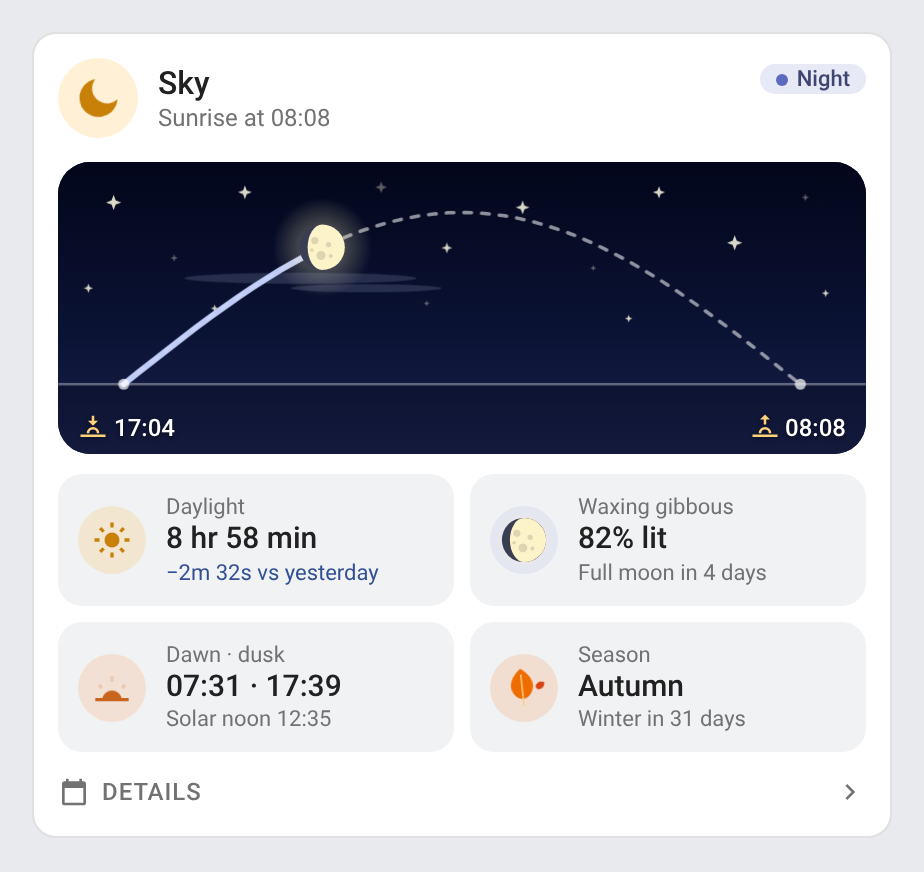 Sky
Night
Sunrise at 08:08
17:04
08:08
Daylight
8 hr 58 min
−2m 32s vs yesterday
Waxing gibbous
82% lit
Full moon in 4 days
Dawn · dusk
07:31 · 17:39
Solar noon 12:35
Season
Autumn
Winter in 31 days
DETAILS